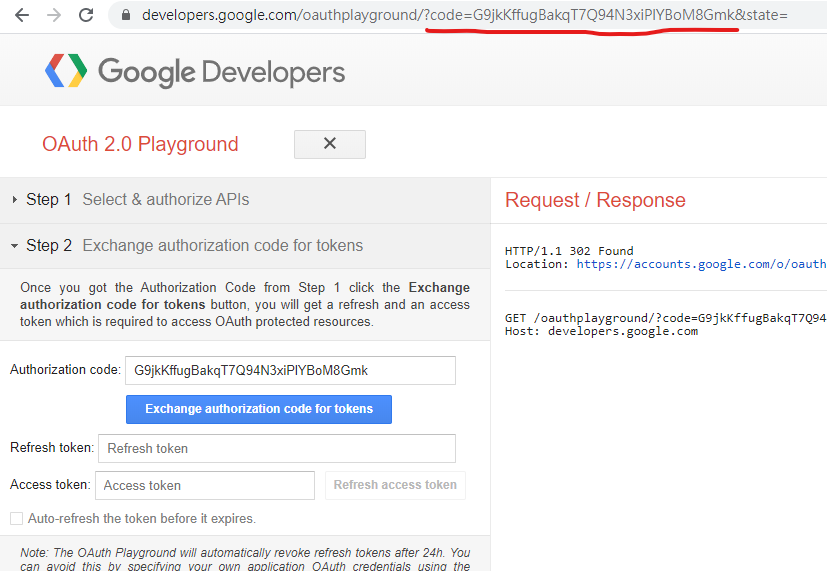 developers.google.com/oauthplayground/?code=G9jkKffugBakqT7Q94N3xiPlYBoM8Gmk&state=
Google Developers
OAuth 2.0 Playground
Step 1 Select & authorize APIs
Step 2 Exchange authorization code for tokens
Once you got the Authorization Code from Step 1 click the Exchange
authorization code for tokens button, you will get a refresh and an access
token which is required to access OAuth protected resources.
Authorization code: G9jkKffugBakqT7Q94N3xiPlYBoM8Gmk
Exchange authorization code for tokens
Refresh token: Refresh token
Access token: Access token Refresh access token
Auto-refresh the token before it expires.
Note: The OAuth Playground will automatically revoke refresh tokens after 24h. You
can avoid this by specifying your own application OAuth credentials using the
Request / Response
HTTP/1.1 302 Found
Location: https://accounts.google.com/o/oauth
GET /oauthplayground/?code=G9jkKffugBakqT7Q94
Host: developers.google.com